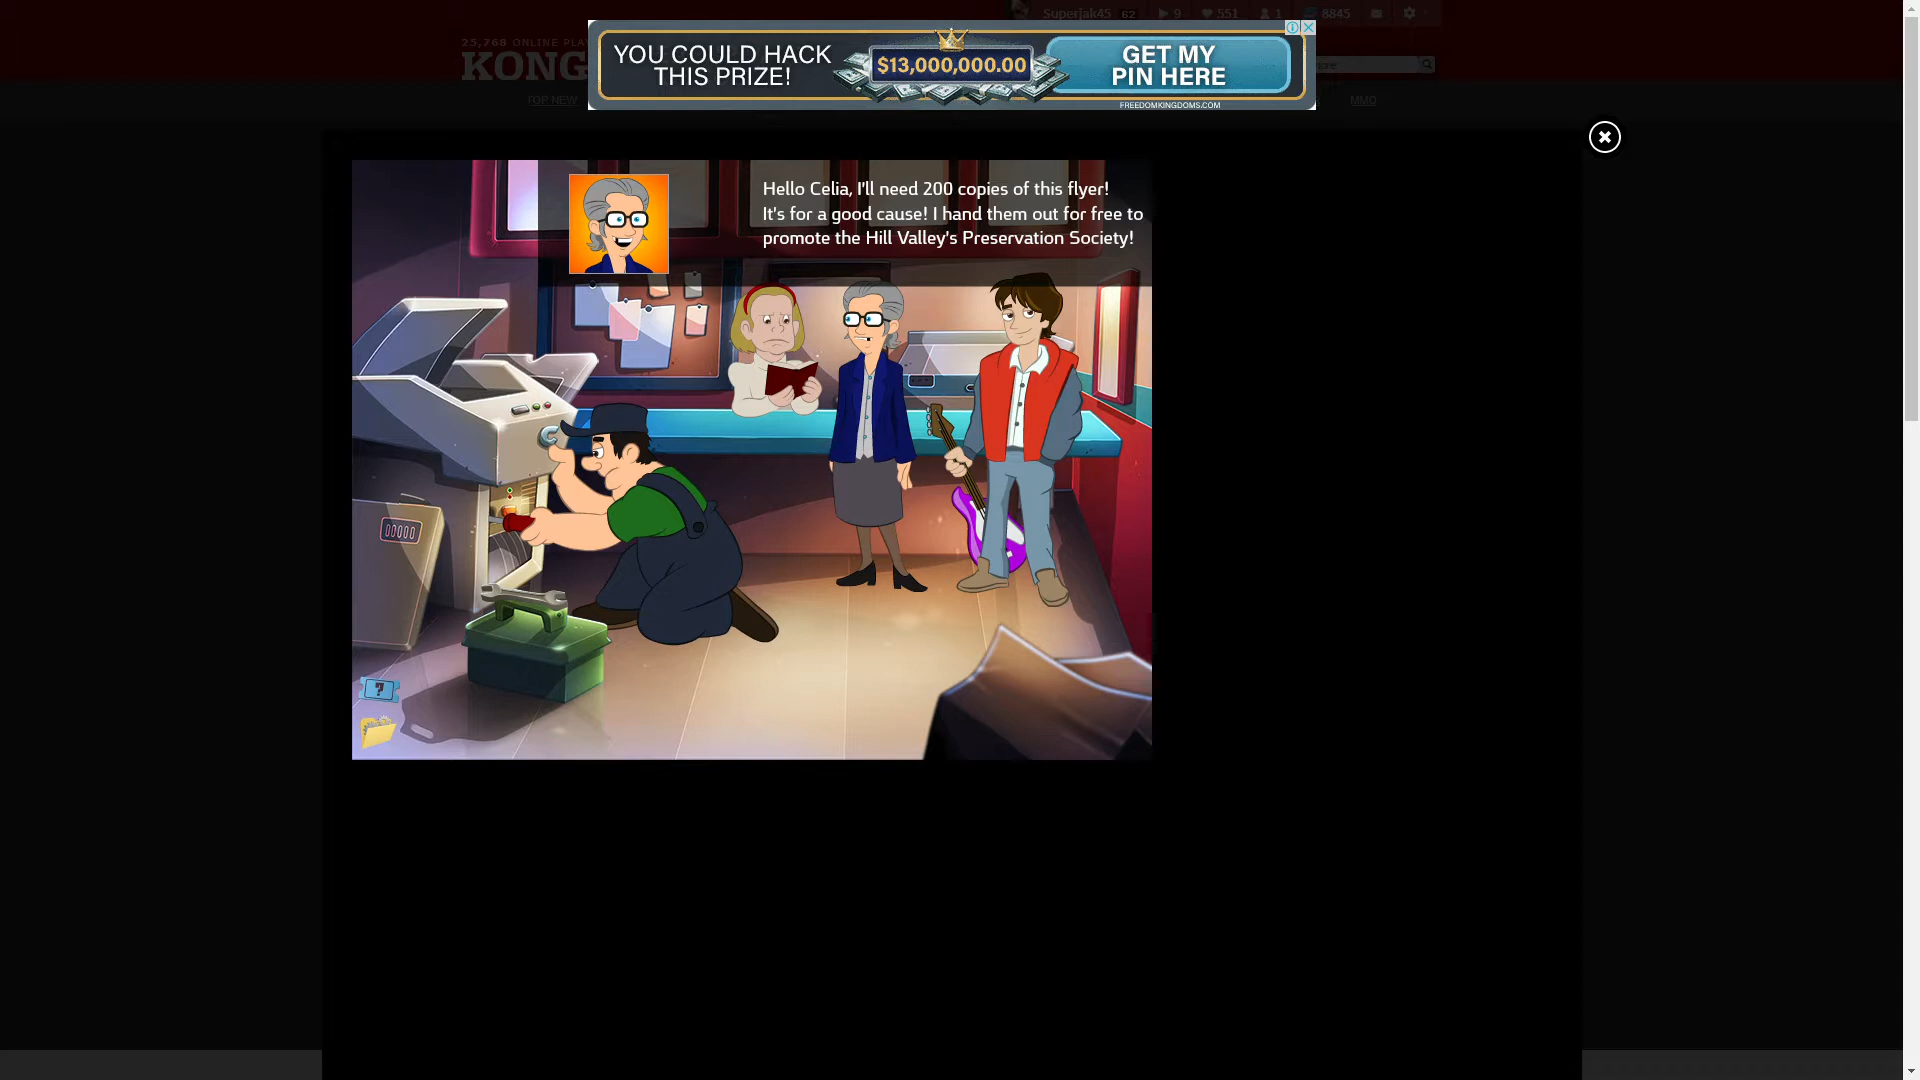 Superjak45 62 9 551 1 8845
25,768 ONLINE PLA
KONG
TOP NEW
MMO
YOU COULD HACK
THIS PRIZE!
$13,000,000.00
GET MY
PIN HERE
FREEDOMKINGDOMS.COM
Hello Celia, I'll need 200 copies of this flyer!
It's for a good cause! I hand them out for free to
promote the Hill Valley's Preservation Society!
?